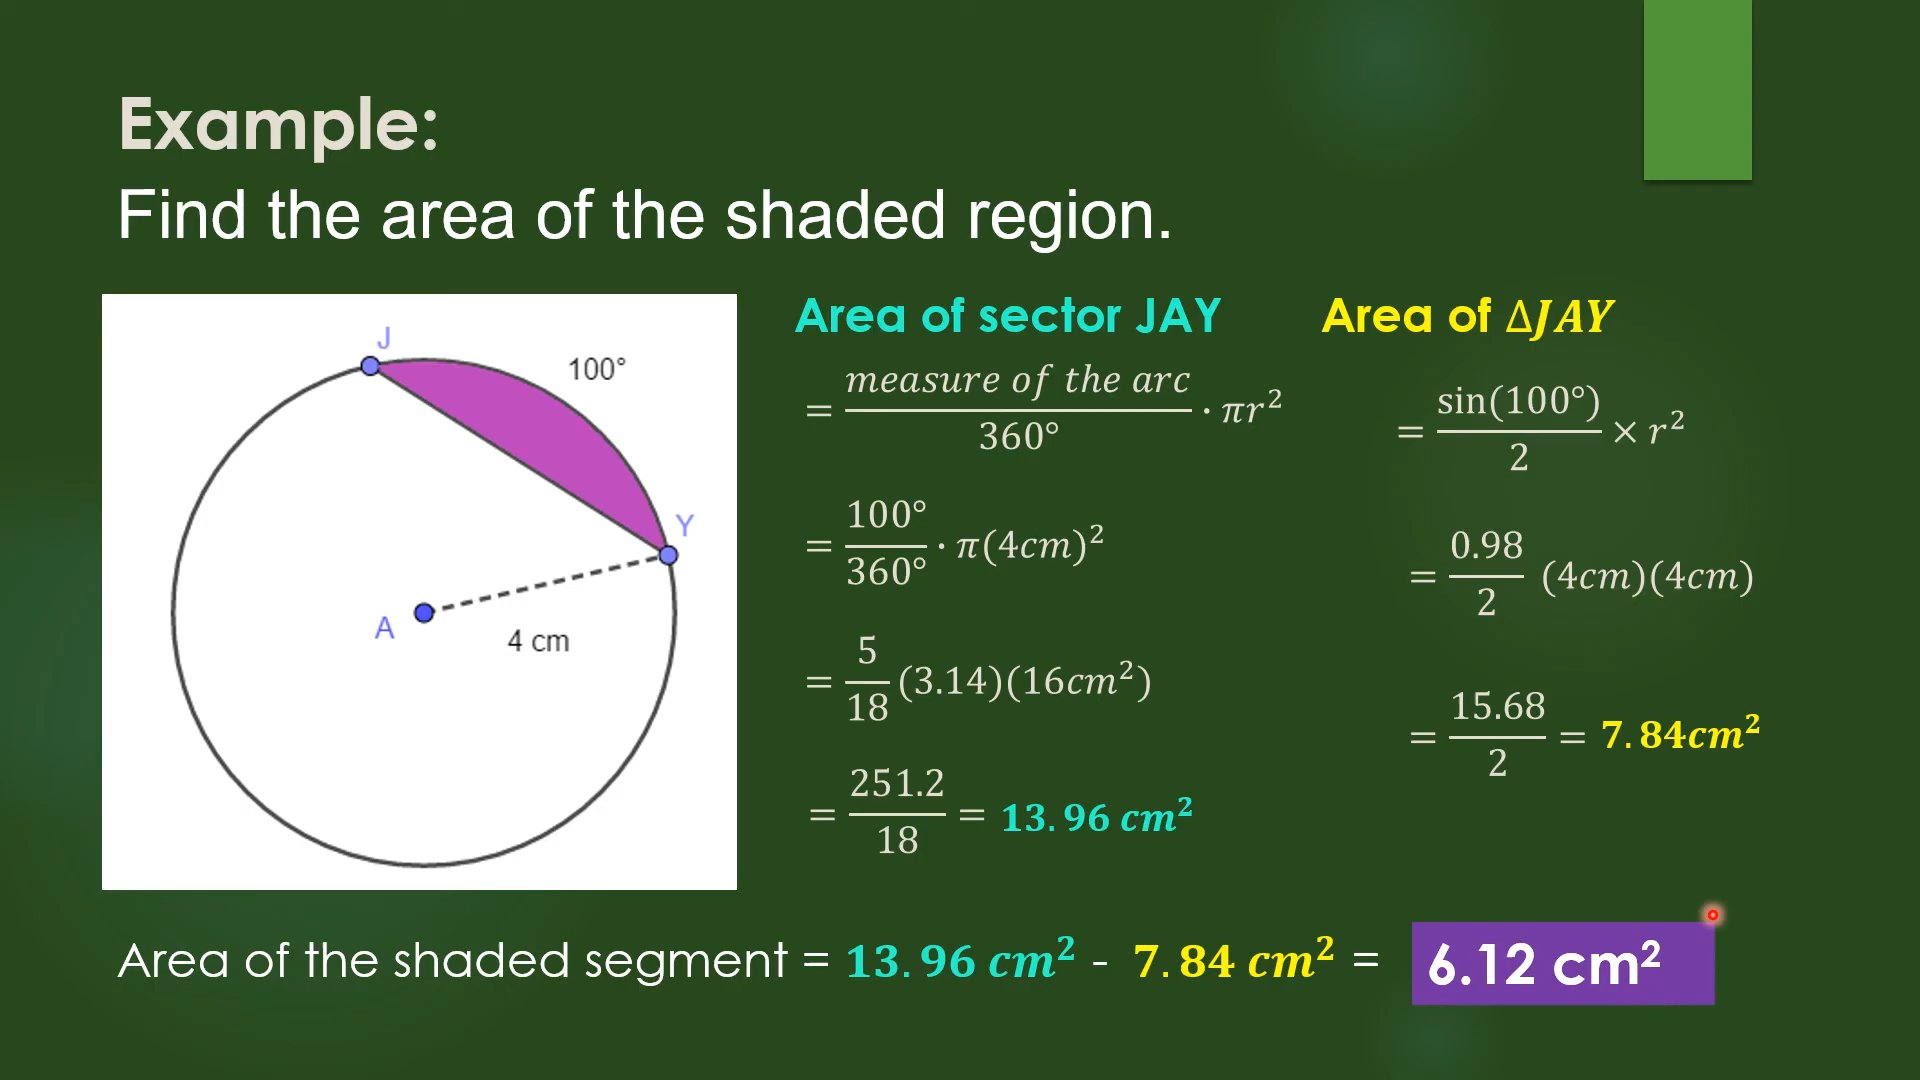 Example:
Find the area of the shaded region.
J
100°
Y
A
4 cm
Area of sector JAY
= measure of the arc / 360° · πr²
= 100° / 360° · π(4cm)²
= 5 / 18 (3.14)(16cm²)
= 251.2 / 18 = 13.96 cm²
Area of ΔJAY
= sin(100°) / 2 × r²
= 0.98 / 2 (4cm)(4cm)
= 15.68 / 2 = 7.84cm²
Area of the shaded segment = 13.96 cm² - 7.84 cm² = 6.12 cm²